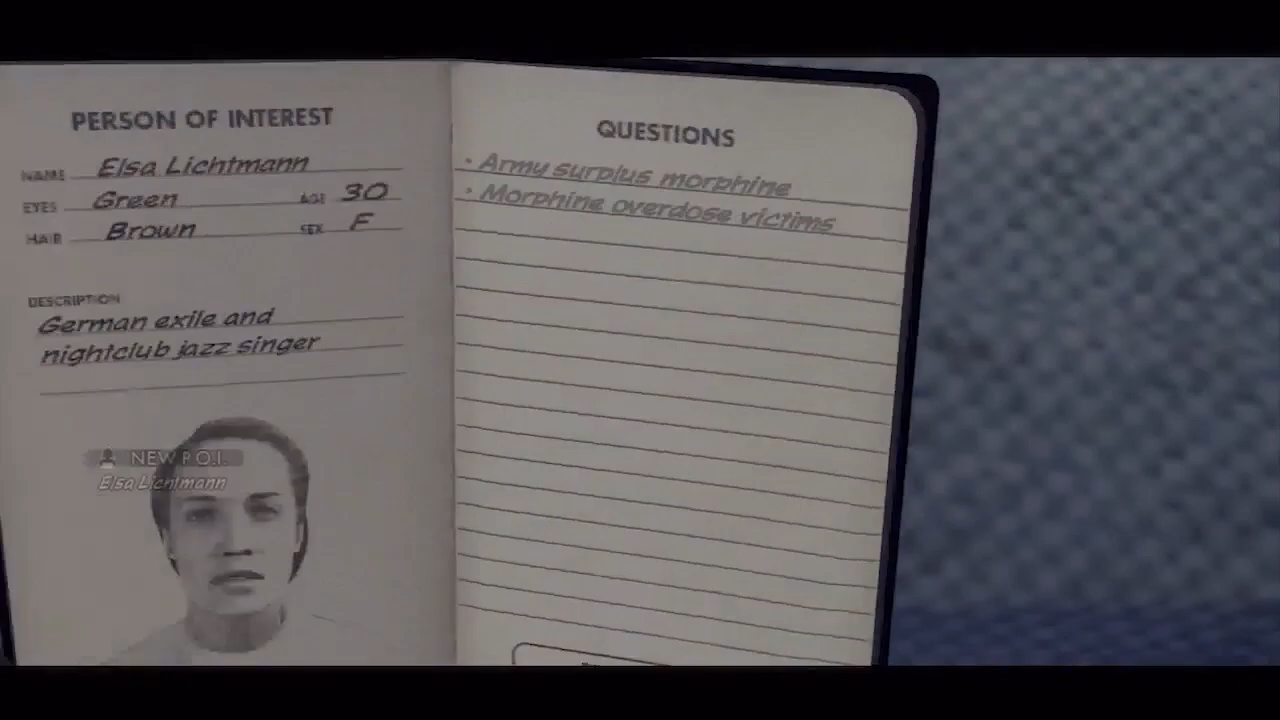 PERSON OF INTEREST
NAME Elsa Lichtmann
EYES Green AGE 30
HAIR Brown SEX F
DESCRIPTION
German exile and
nightclub jazz singer
NEW P.O.I.
Elsa Lichtmann
QUESTIONS
• Army surplus morphine
• Morphine overdose victims